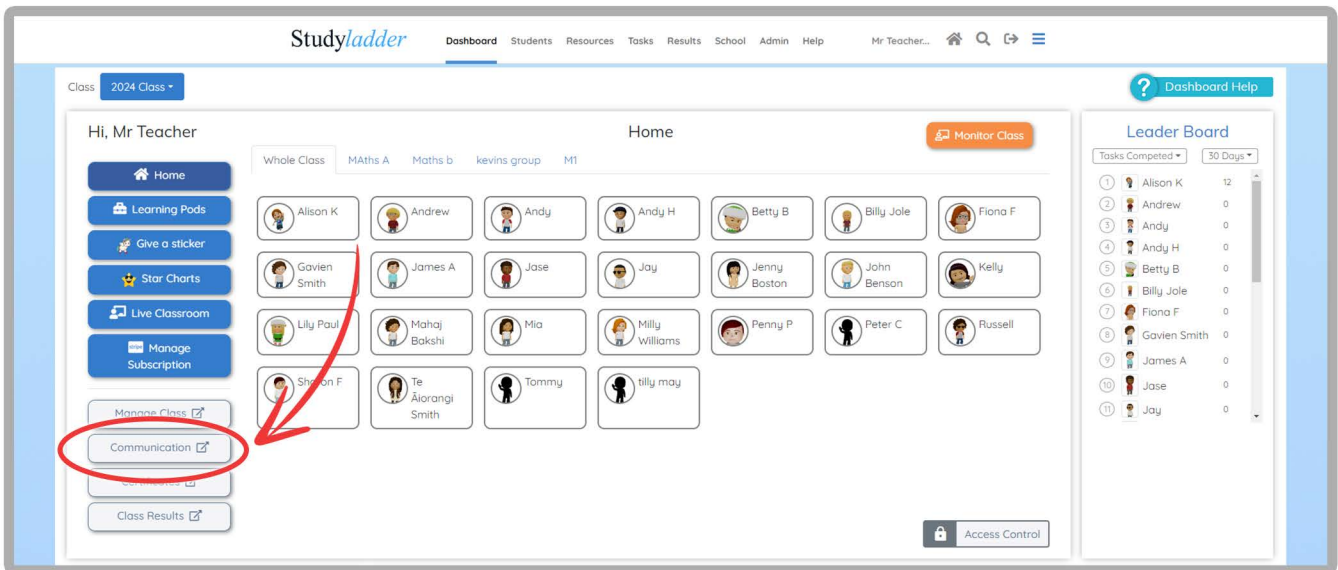 Studyladder
Dashboard Students Resources Tasks Results School Admin Help
Mr Teacher...
Class
2024 Class
? Dashboard Help
Hi, Mr Teacher
Home
Learning Pods
Give a sticker
Star Charts
Live Classroom
Manage
Subscription
Manage Class
Communication
Certificates
Class Results
Home
Monitor Class
Whole Class MAths A Maths b kevins group M1
Alison K
Andrew
Andy
Andy H
Betty B
Billy Jole
Fiona F
Gavien
Smith
James A
Jase
Jay
Jenny
Boston
John
Benson
Kelly
Lily Paul
Mahaj
Bakshi
Mia
Milly
Williams
Penny P
Peter C
Russell
Sharon F
Te
Āiorangi
Smith
Tommy
tilly may
Access Control
Leader Board
Tasks Competed 30 Days
1 Alison K 12
2 Andrew 0
3 Andy 0
4 Andy H 0
5 Betty B 0
6 Billy Jole 0
7 Fiona F 0
8 Gavien Smith 0
9 James A 0
10 Jase 0
11 Jay 0